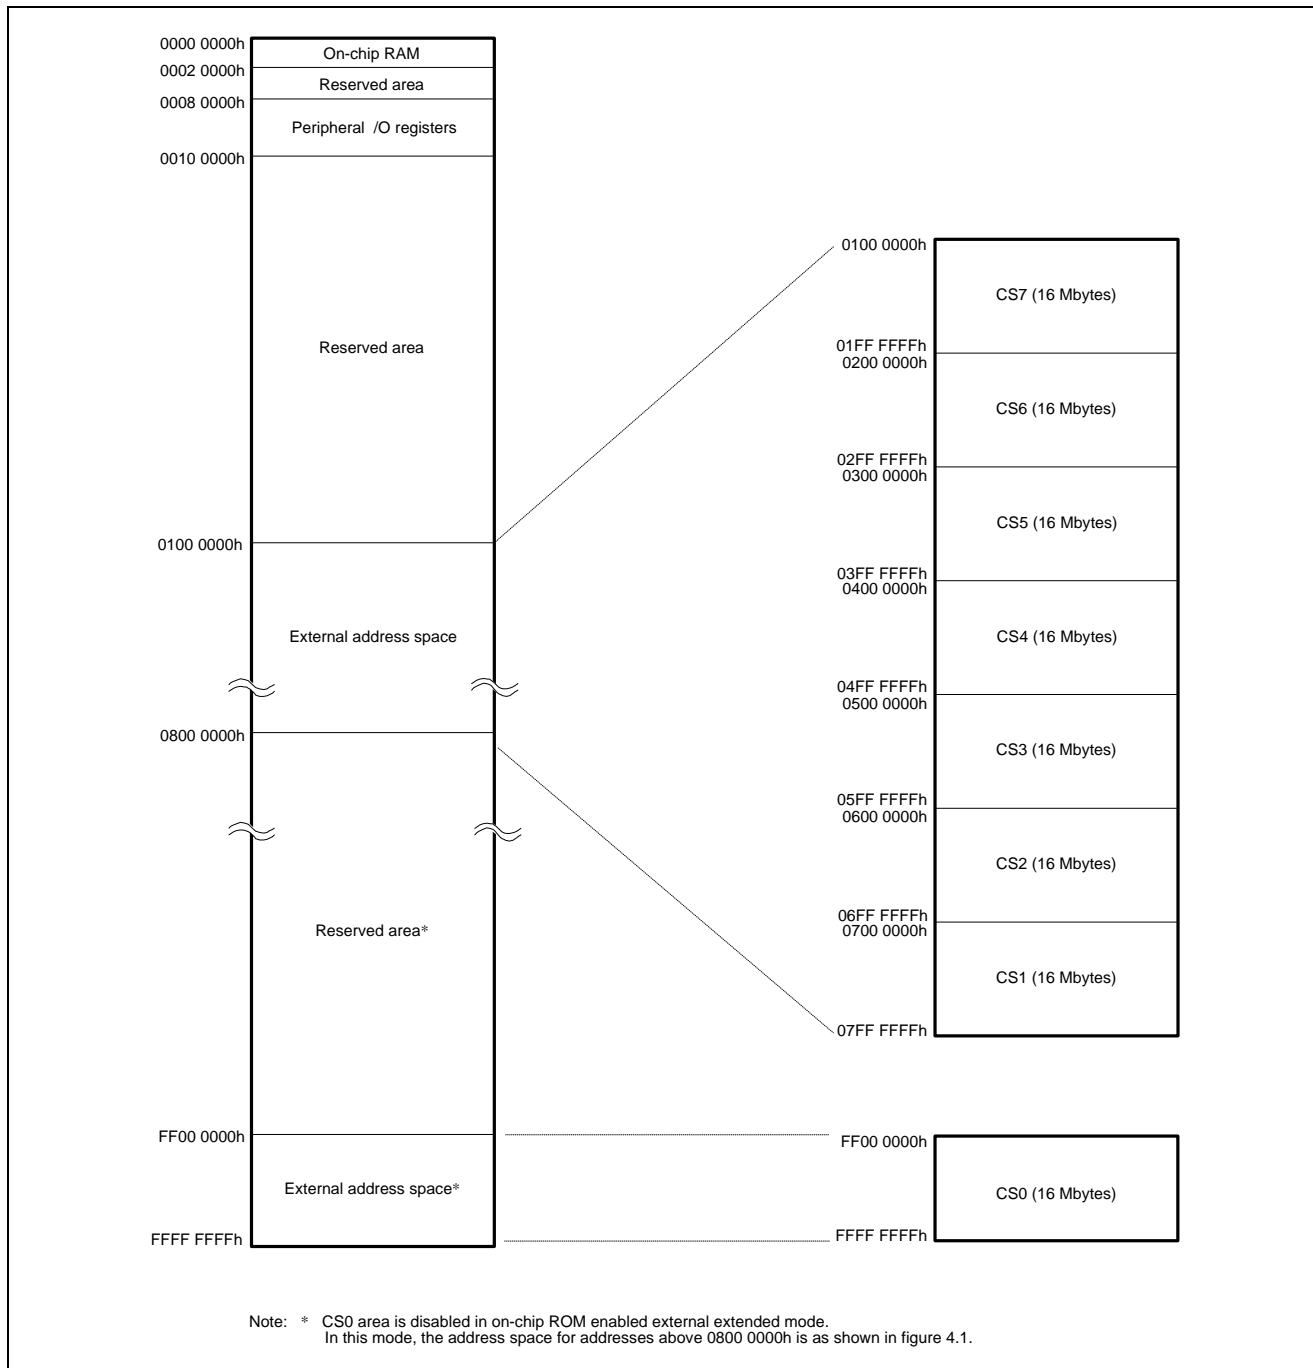 0000 0000h
On-chip RAM
0002 0000h
Reserved area
0008 0000h
Peripheral /O registers
0010 0000h
Reserved area
0100 0000h
External address space
0800 0000h
Reserved area*
FF00 0000h
External address space*
FFFF FFFFh
0100 0000h
CS7 (16 Mbytes)
01FF FFFFh
0200 0000h
CS6 (16 Mbytes)
02FF FFFFh
0300 0000h
CS5 (16 Mbytes)
03FF FFFFh
0400 0000h
CS4 (16 Mbytes)
04FF FFFFh
0500 0000h
CS3 (16 Mbytes)
05FF FFFFh
0600 0000h
CS2 (16 Mbytes)
06FF FFFFh
0700 0000h
CS1 (16 Mbytes)
07FF FFFFh
FF00 0000h
CS0 (16 Mbytes)
FFFF FFFFh
Note: * CS0 area is disabled in on-chip ROM enabled external extended mode.
In this mode, the address space for addresses above 0800 0000h is as shown in figure 4.1.